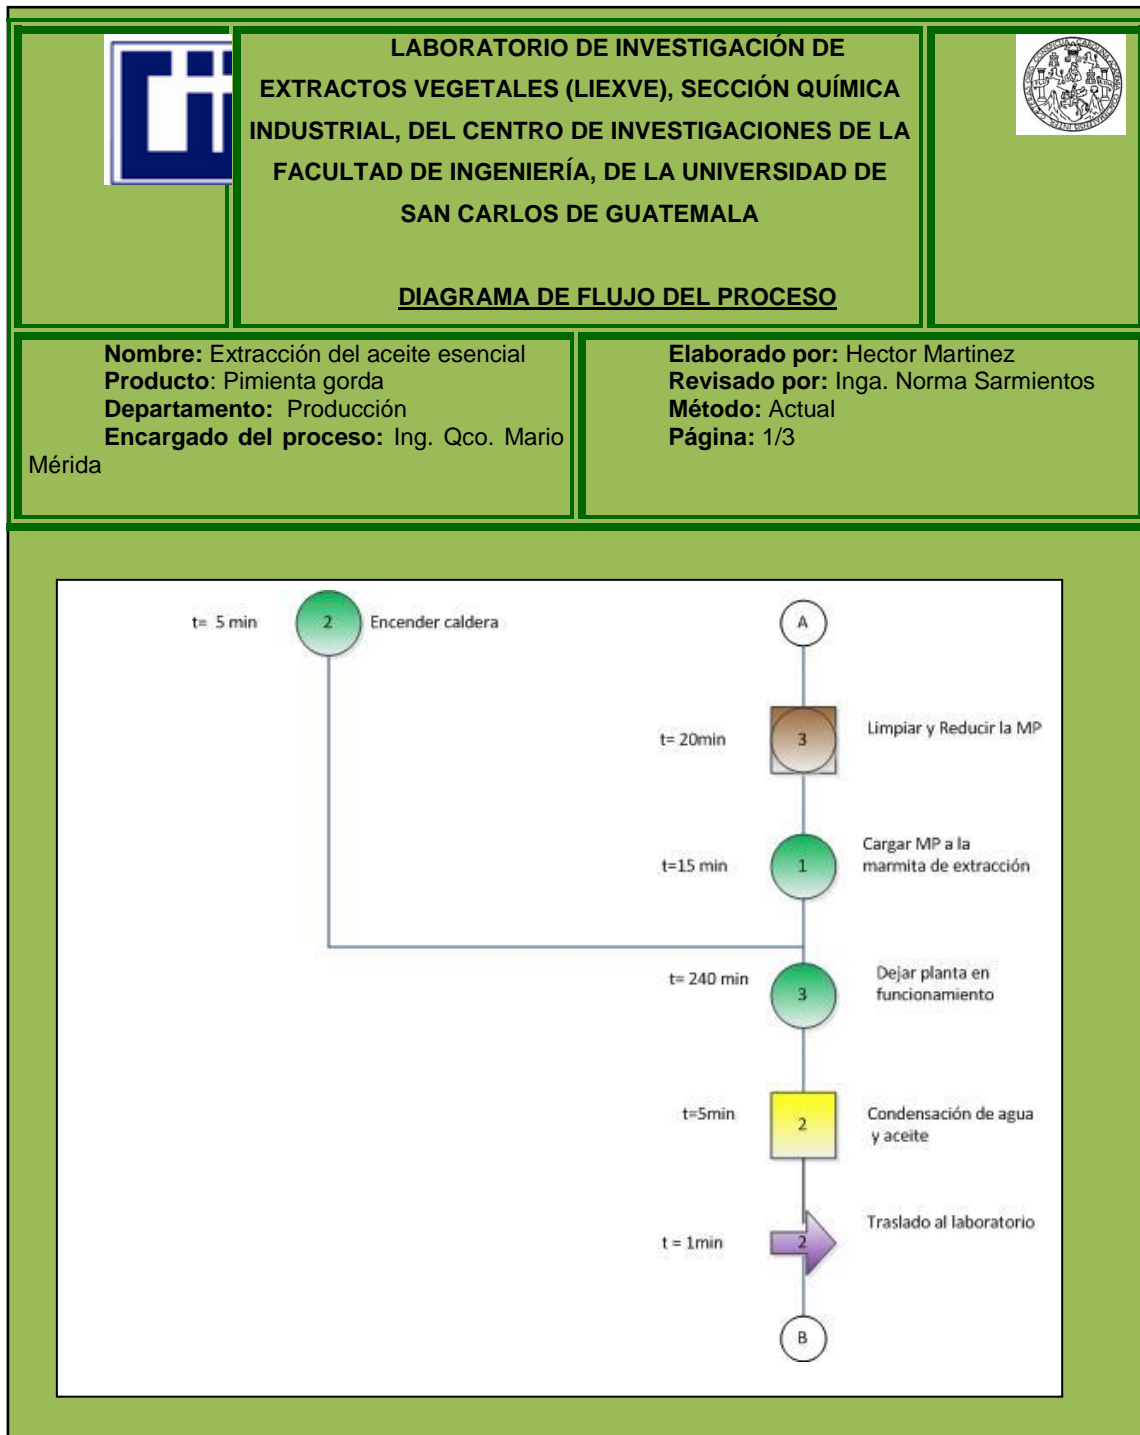 LABORATORIO DE INVESTIGACIÓN DE
EXTRACTOS VEGETALES (LIEXVE), SECCIÓN QUÍMICA
INDUSTRIAL, DEL CENTRO DE INVESTIGACIONES DE LA
FACULTAD DE INGENIERÍA, DE LA UNIVERSIDAD DE
SAN CARLOS DE GUATEMALA
DIAGRAMA DE FLUJO DEL PROCESO
Nombre: Extracción del aceite esencial
Producto: Pimienta gorda
Departamento: Producción
Encargado del proceso: Ing. Qco. Mario
Mérida
Elaborado por: Hector Martinez
Revisado por: Inga. Norma Sarmientos
Método: Actual
Página: 1/3
t= 5 min
2
Encender caldera
A
t= 20min
3
Limpiar y Reducir la MP
t=15 min
1
Cargar MP a la
marmita de extracción
t= 240 min
3
Dejar planta en
funcionamiento
t=5min
2
Condensación de agua
y aceite
t = 1min
2
Traslado al laboratorio
B